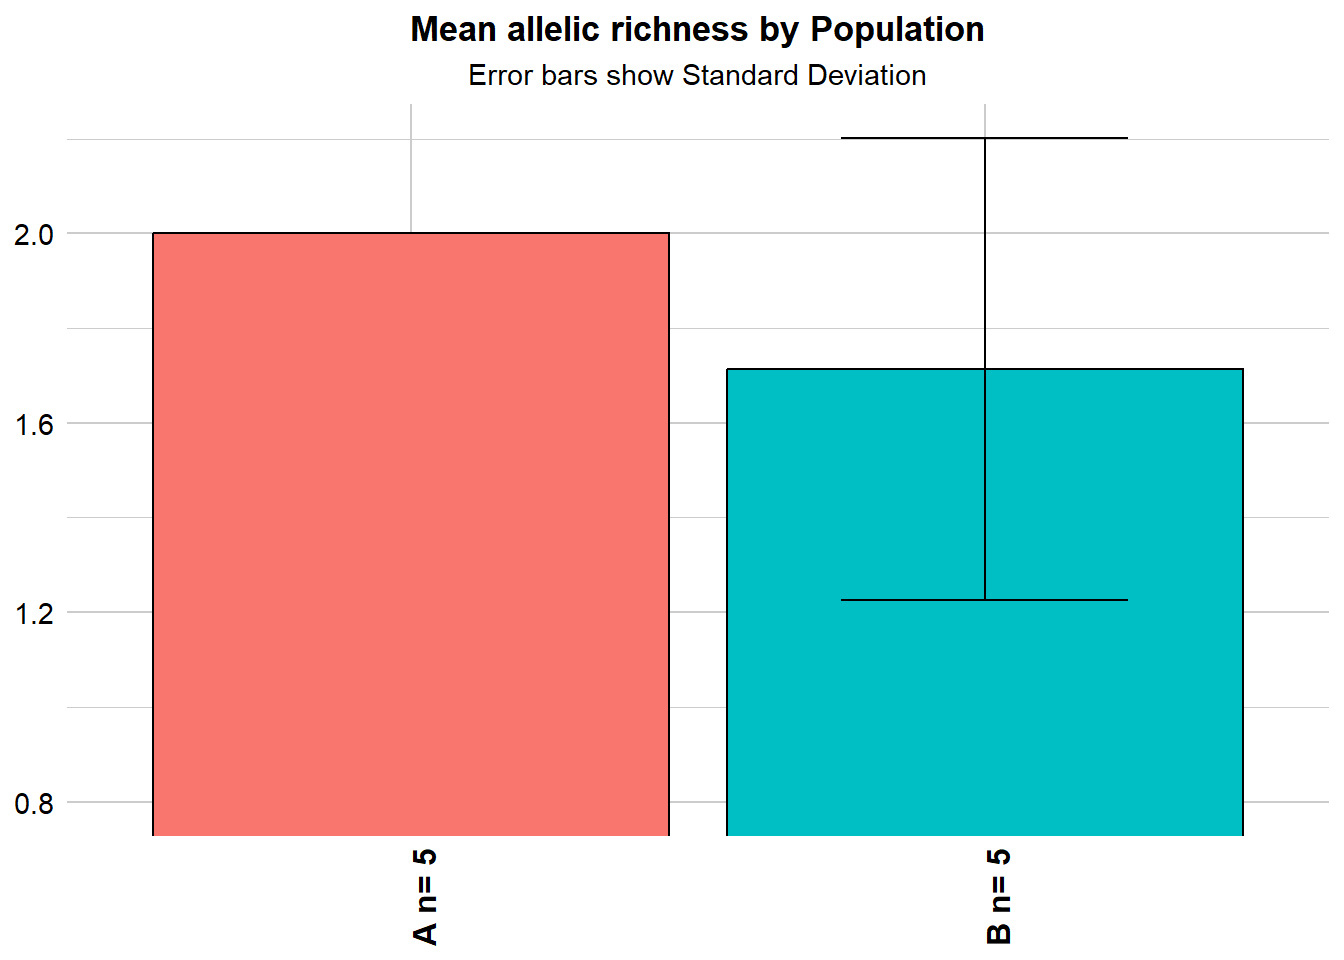 Mean allelic richness by Population
Error bars show Standard Deviation
2.0
1.6
1.2
0.8
A n= 5
B n= 5